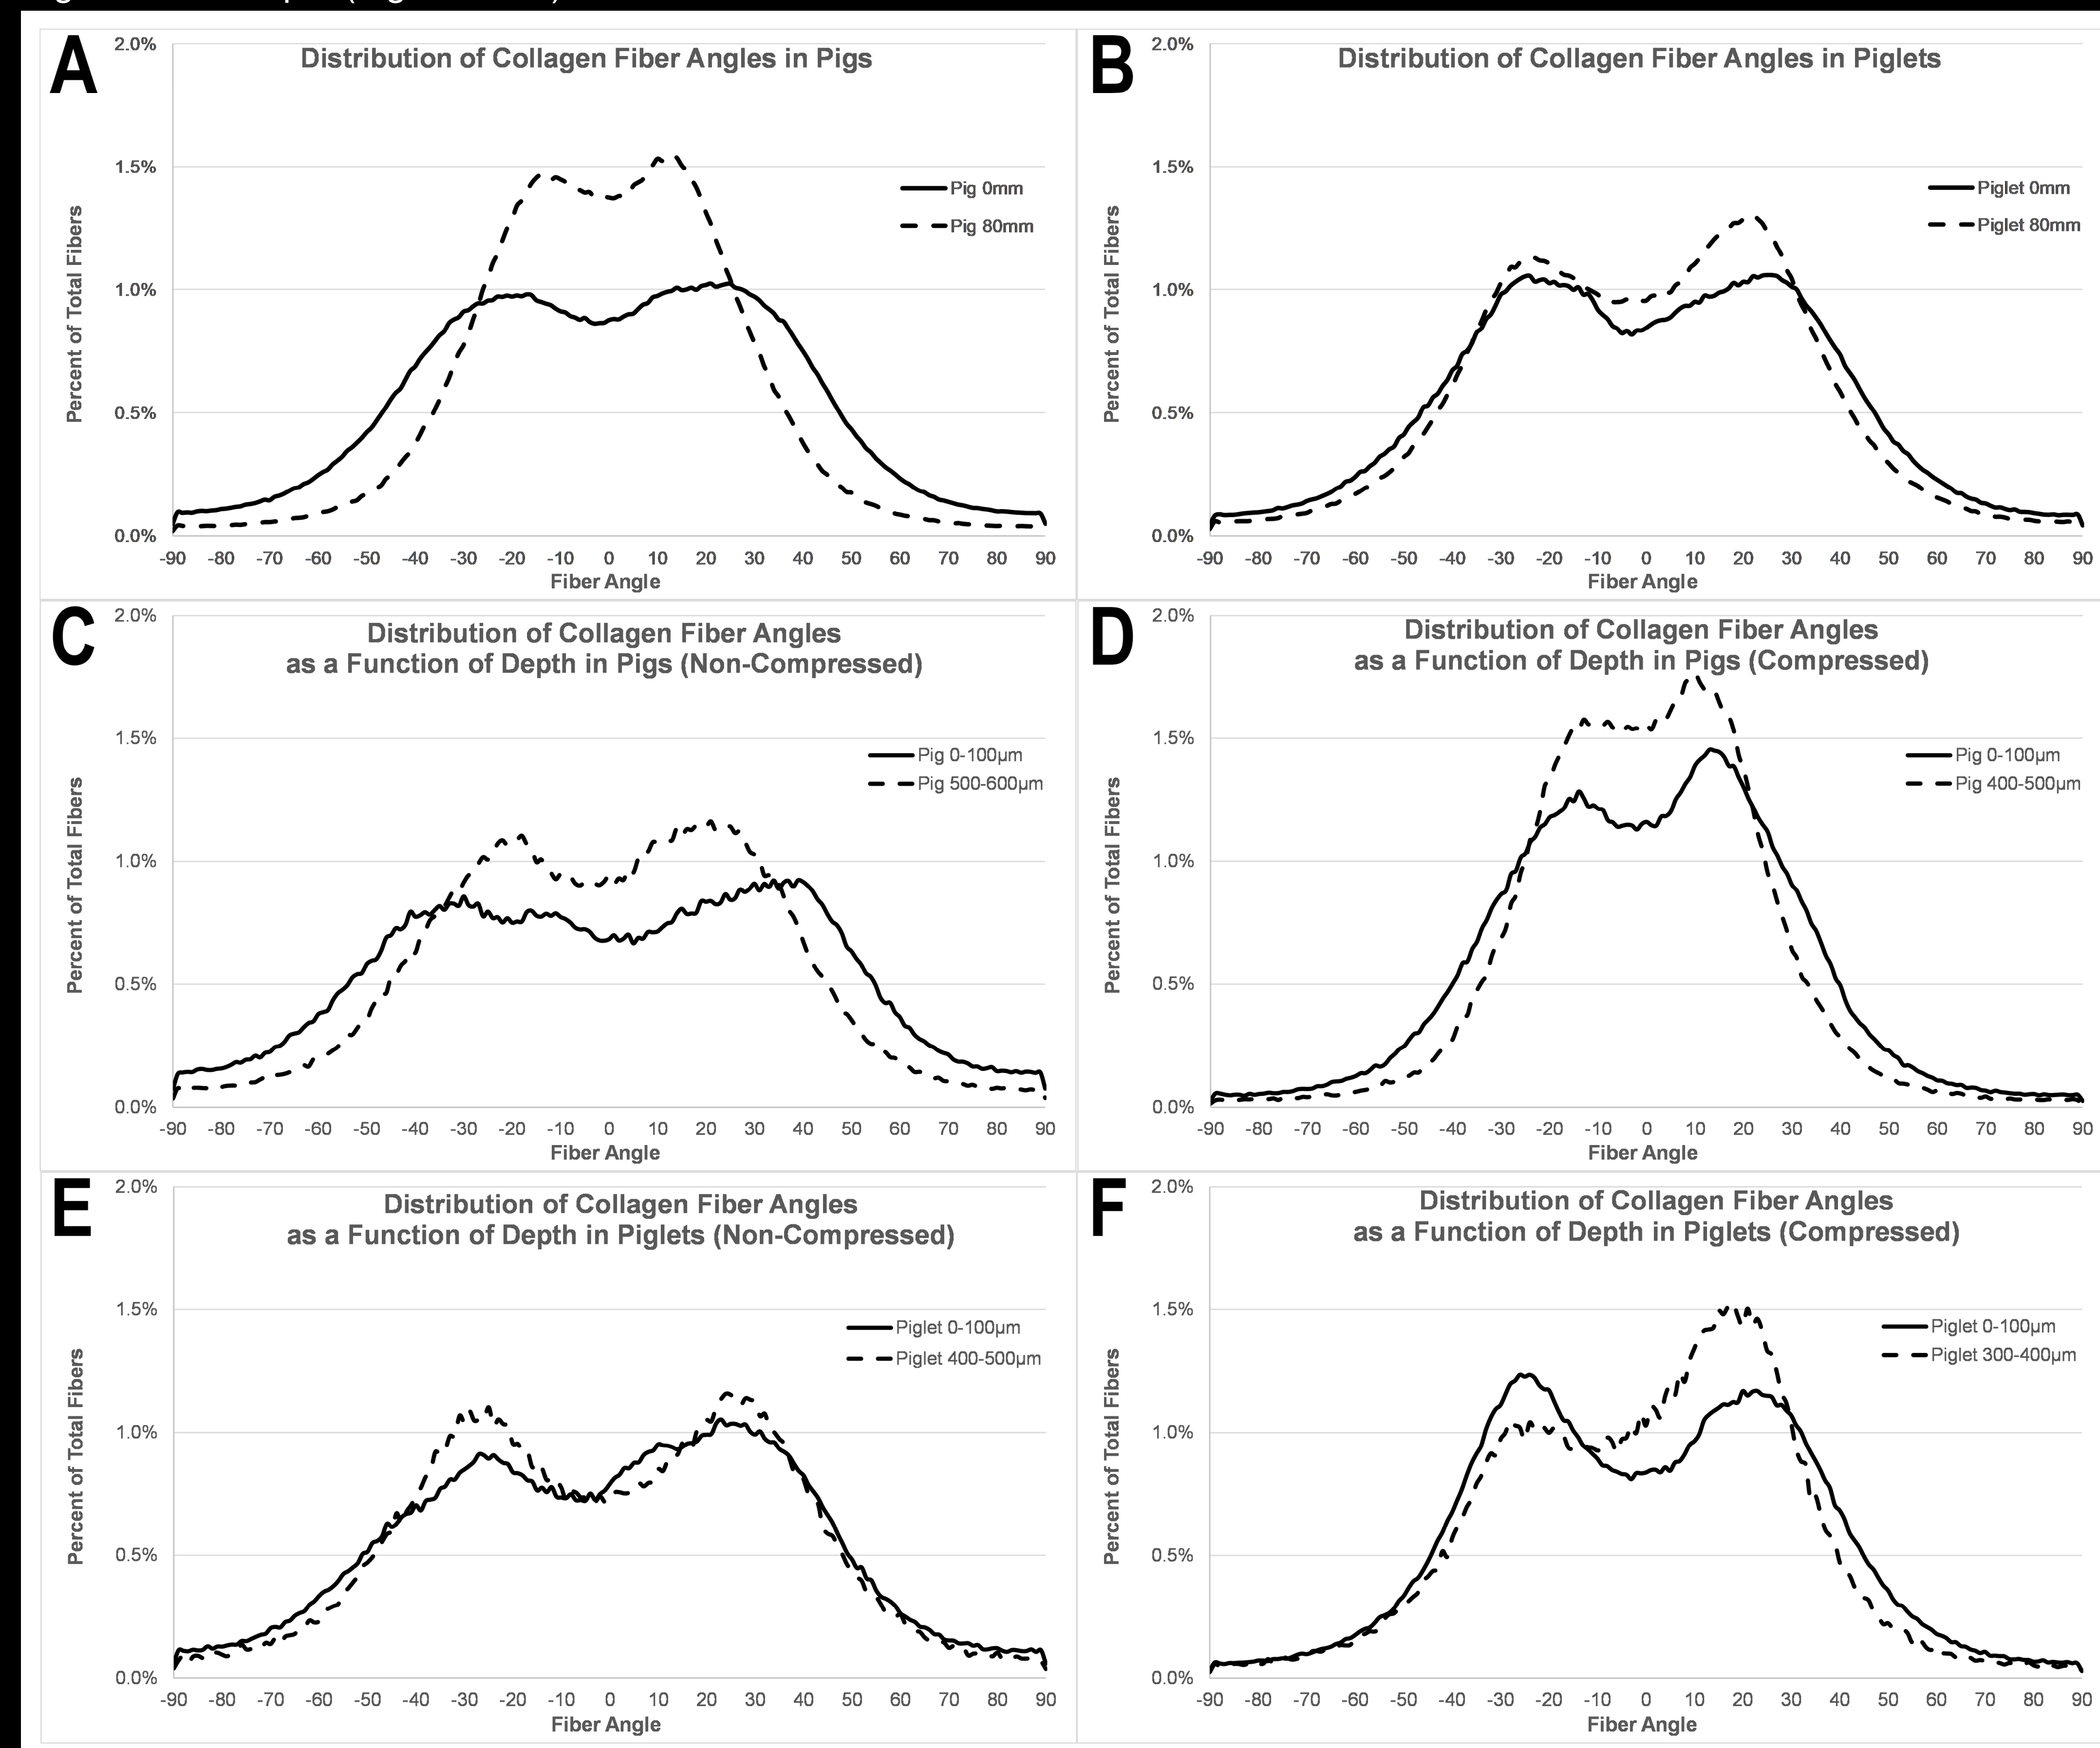 A
Distribution of Collagen Fiber Angles in Pigs
2.0%
1.5%
1.0%
0.5%
0.0%
Percent of Total Fibers
Pig 0mm
Pig 80mm
-90 -80 -70 -60 -50 -40 -30 -20 -10 0 10 20 30 40 50 60 70 80 90
Fiber Angle
B
Distribution of Collagen Fiber Angles in Piglets
2.0%
1.5%
1.0%
0.5%
0.0%
Percent of Total Fibers
Piglet 0mm
Piglet 80mm
-90 -80 -70 -60 -50 -40 -30 -20 -10 0 10 20 30 40 50 60 70 80 90
Fiber Angle
C
Distribution of Collagen Fiber Angles
as a Function of Depth in Pigs (Non-Compressed)
2.0%
1.5%
1.0%
0.5%
0.0%
Percent of Total Fibers
Pig 0-100µm
Pig 500-600µm
-90 -80 -70 -60 -50 -40 -30 -20 -10 0 10 20 30 40 50 60 70 80 90
Fiber Angle
D
Distribution of Collagen Fiber Angles
as a Function of Depth in Pigs (Compressed)
2.0%
1.5%
1.0%
0.5%
0.0%
Percent of Total Fibers
Pig 0-100µm
Pig 400-500µm
-90 -80 -70 -60 -50 -40 -30 -20 -10 0 10 20 30 40 50 60 70 80 90
Fiber Angle
E
Distribution of Collagen Fiber Angles
as a Function of Depth in Piglets (Non-Compressed)
2.0%
1.5%
1.0%
0.5%
0.0%
Percent of Total Fibers
Piglet 0-100µm
Piglet 400-500µm
-90 -80 -70 -60 -50 -40 -30 -20 -10 0 10 20 30 40 50 60 70 80 90
Fiber Angle
F
Distribution of Collagen Fiber Angles
as a Function of Depth in Piglets (Compressed)
2.0%
1.5%
1.0%
0.5%
0.0%
Percent of Total Fibers
Piglet 0-100µm
Piglet 300-400µm
-90 -80 -70 -60 -50 -40 -30 -20 -10 0 10 20 30 40 50 60 70 80 90
Fiber Angle